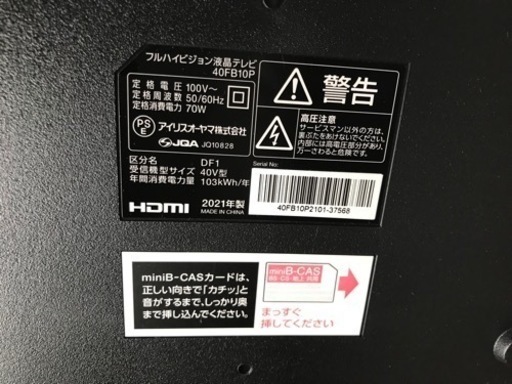 フルハイビジョン液晶テレビ
40FB10P
定格電圧 100V~
定格周波数 50/60Hz
定格消費電力 70W
PS
E
アイリスオーヤマ株式会社
JQA JQ10828
区分名 DF1
受信機型サイズ 40V型
年間消費電力量 103kWh/年
HDMI
2021年製
MADE IN CHINA
警告
高圧注意
サービスマン以外の方は、
裏ぶたをあけないでください。
内部には高電圧部分が
万一さわると危険です。
Serial No:
40FB10P2101-37568
miniB-CASカードは、
正しい向きで「カチッ」と
音がするまで、しっかり奥
まで挿し込んでください。
miniB-CAS
まっすぐ
挿してください